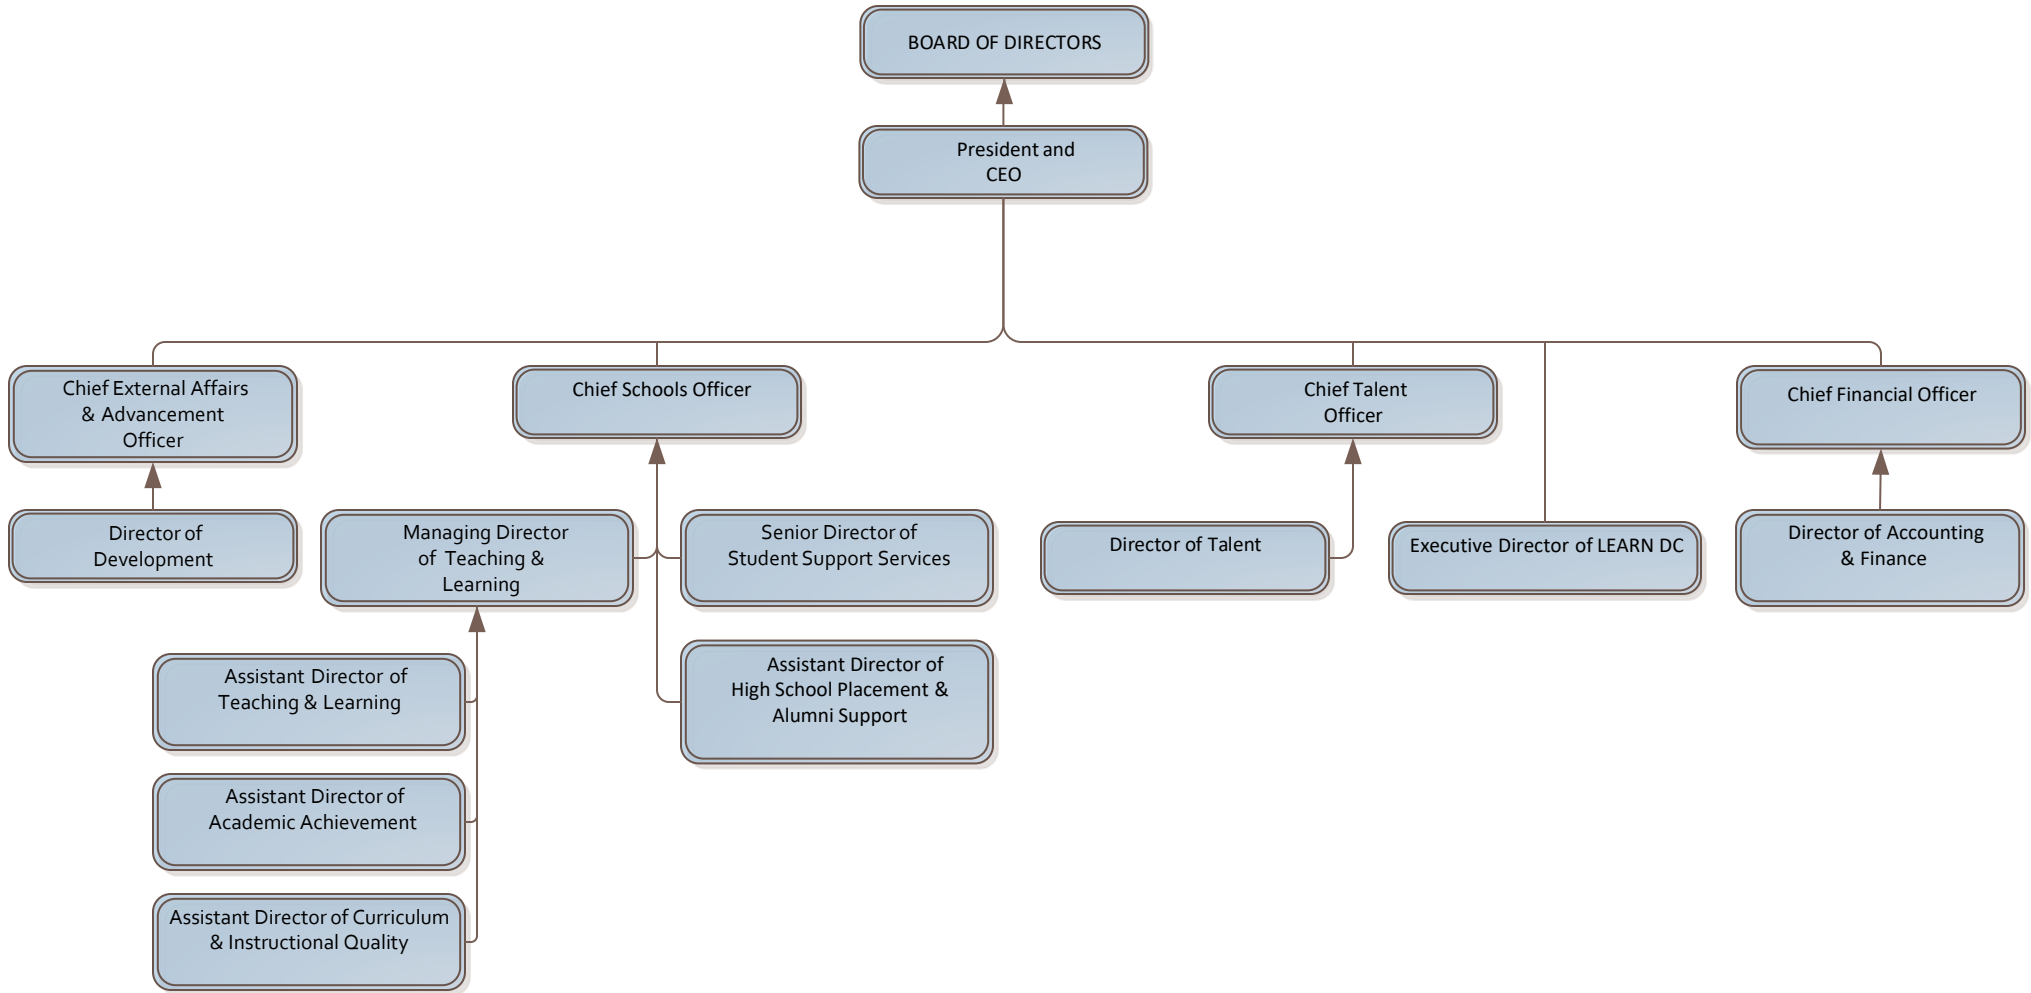 BOARD OF DIRECTORS
President and
CEO
Chief External Affairs
& Advancement
Officer
Chief Schools Officer
Chief Talent
Officer
Chief Financial Officer
Director of
Development
Managing Director
of Teaching &
Learning
Senior Director of
Student Support Services
Director of Talent
Executive Director of LEARN DC
Director of Accounting
& Finance
Assistant Director of
Teaching & Learning
Assistant Director of
High School Placement &
Alumni Support
Assistant Director of
Academic Achievement
Assistant Director of Curriculum
& Instructional Quality